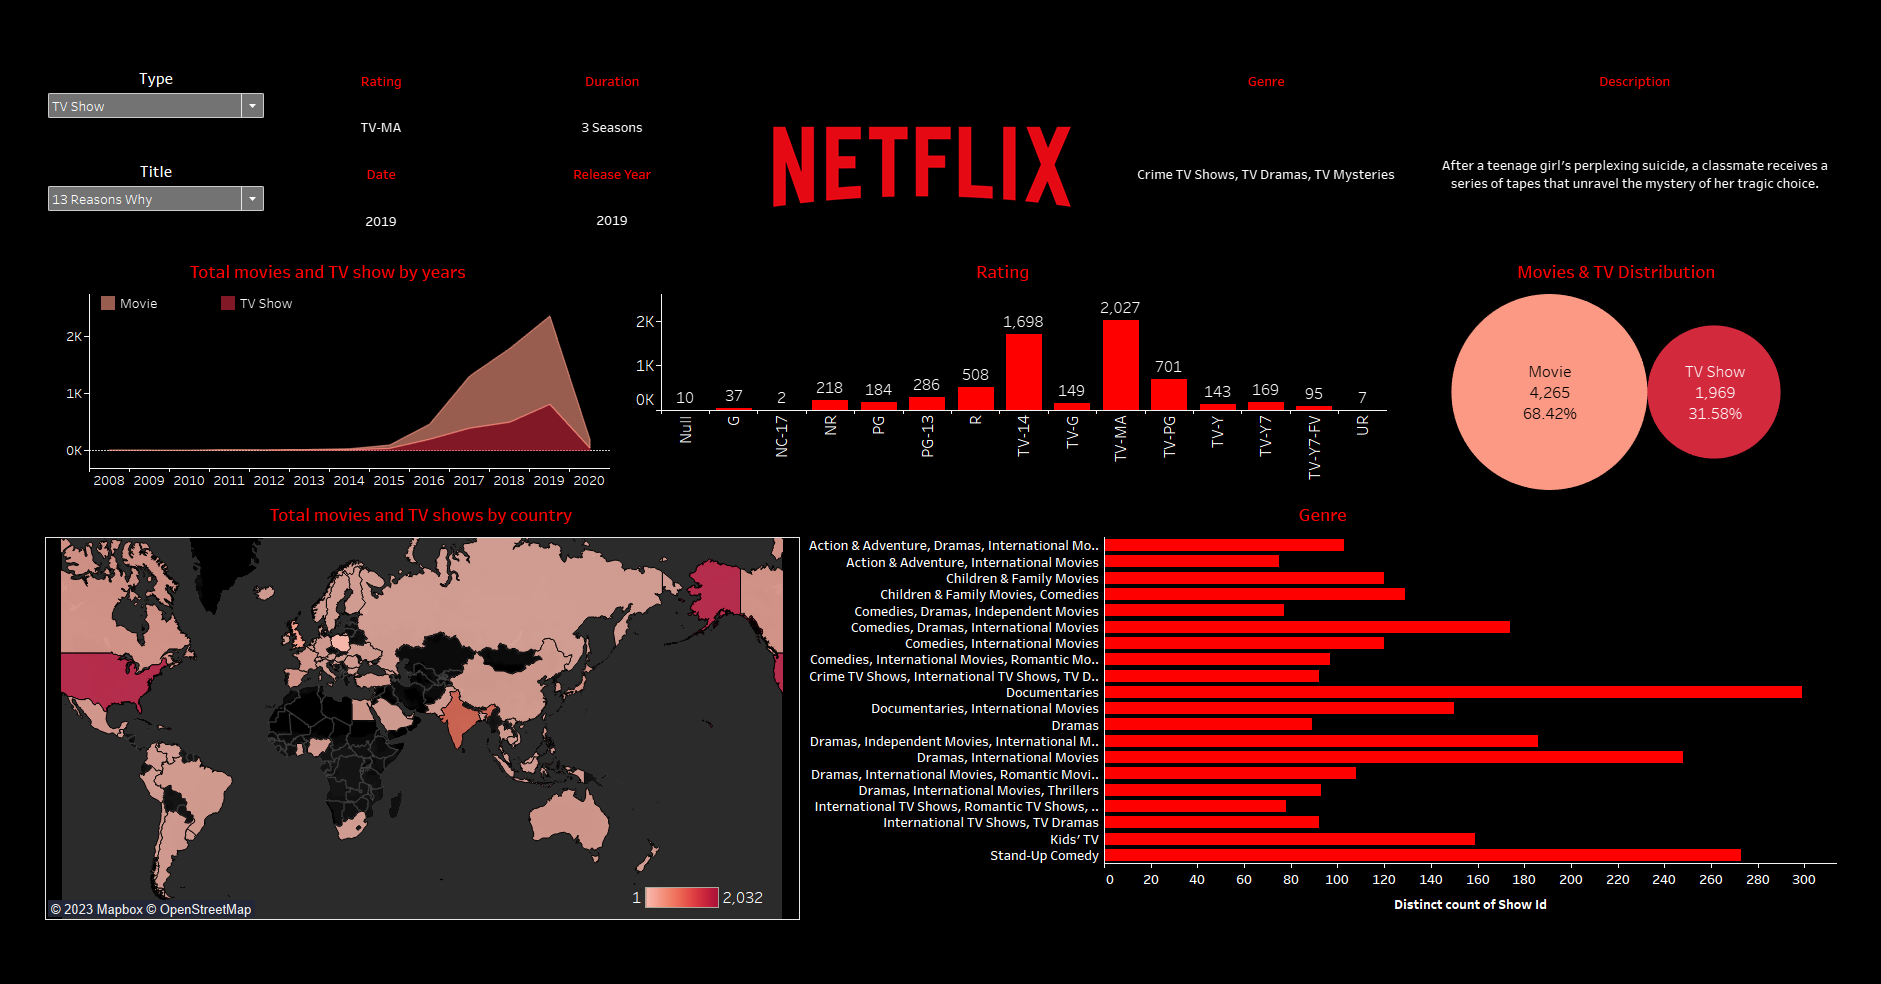 Type
TV Show
Title
13 Reasons Why
Rating
TV-MA
Date
2019
Duration
3 Seasons
Release Year
2019
NETFLIX
Genre
Crime TV Shows, TV Dramas, TV Mysteries
Description
After a teenage girl's perplexing suicide, a classmate receives a
series of tapes that unravel the mystery of her tragic choice.
Total movies and TV show by years
Movie
TV Show
2K
1K
0K
2008 2009 2010 2011 2012 2013 2014 2015 2016 2017 2018 2019 2020
Rating
2K
1K
0K
10 37 2 218 184 286 508 1,698 149 2,027 701 143 169 95 7
Null G NC-17 NR PG PG-13 R TV-14 TV-G TV-MA TV-PG TV-Y TV-Y7 TV-Y7-FV UR
Movies & TV Distribution
Movie
4,265
68.42%
TV Show
1,969
31.58%
Total movies and TV shows by country
1 2,032
© 2023 Mapbox © OpenStreetMap
Genre
Action & Adventure, Dramas, International Mo..
Action & Adventure, International Movies
Children & Family Movies
Children & Family Movies, Comedies
Comedies, Dramas, Independent Movies
Comedies, Dramas, International Movies
Comedies, International Movies
Comedies, International Movies, Romantic Mo..
Crime TV Shows, International TV Shows, TV D..
Documentaries
Documentaries, International Movies
Dramas
Dramas, Independent Movies, International M..
Dramas, International Movies
Dramas, International Movies, Romantic Movi..
Dramas, International Movies, Thrillers
International TV Shows, Romantic TV Shows, ..
International TV Shows, TV Dramas
Kids' TV
Stand-Up Comedy
0 20 40 60 80 100 120 140 160 180 200 220 240 260 280 300
Distinct count of Show Id